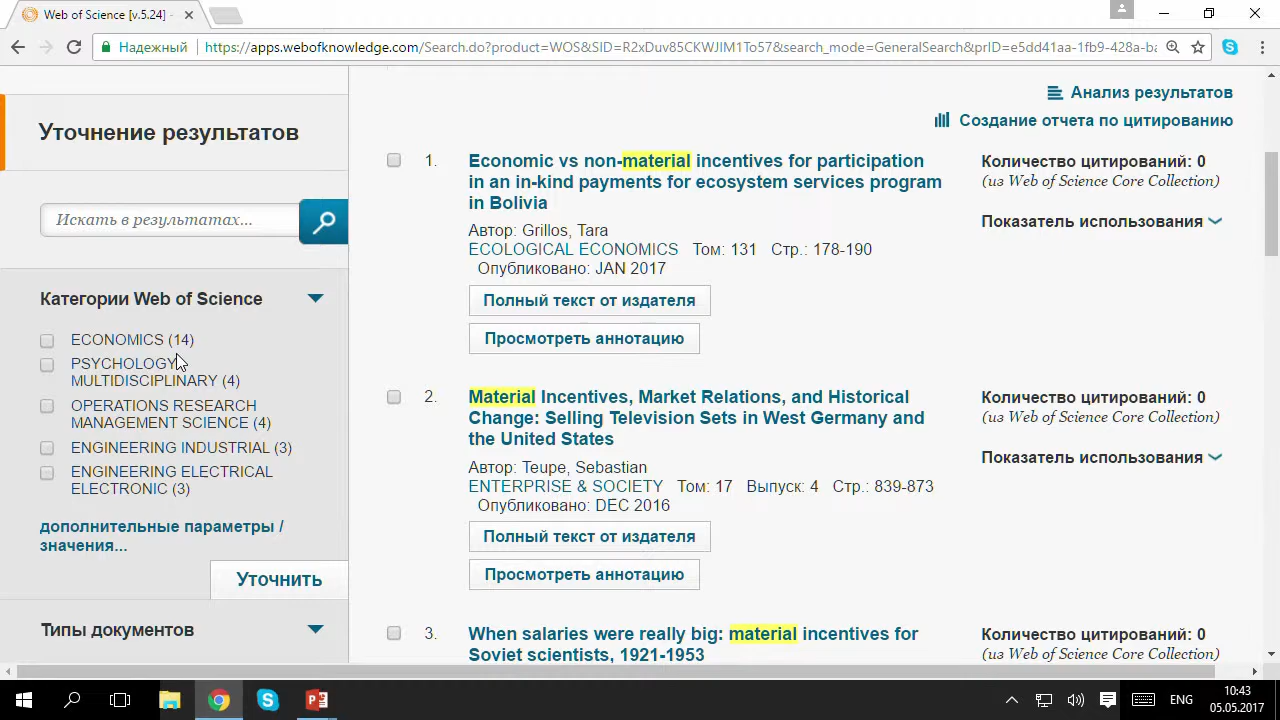 Web of Science [v.5.24] -
Надежный
https://apps.webofknowledge.com/Search.do?product=WOS&SID=R2xDuv85CKWJIM1To57&search_mode=GeneralSearch&prID=e5dd41aa-1fb9-428a-ba
Уточнение результатов
Искать в результатах...
Категории Web of Science
ECONOMICS (14)
PSYCHOLOGY
MULTIDISCIPLINARY (4)
OPERATIONS RESEARCH
MANAGEMENT SCIENCE (4)
ENGINEERING INDUSTRIAL (3)
ENGINEERING ELECTRICAL
ELECTRONIC (3)
дополнительные параметры /
значения...
Уточнить
Типы документов
Анализ результатов
Создание отчета по цитированию
1. Economic vs non-material incentives for participation
in an in-kind payments for ecosystem services program
in Bolivia
Автор: Grillos, Tara
ECOLOGICAL ECONOMICS Том: 131 Стр.: 178-190
Опубликовано: JAN 2017
Полный текст от издателя
Просмотреть аннотацию
Количество цитирований: 0
(из Web of Science Core Collection)
Показатель использования
2. Material Incentives, Market Relations, and Historical
Change: Selling Television Sets in West Germany and
the United States
Автор: Teupe, Sebastian
ENTERPRISE & SOCIETY Том: 17 Выпуск: 4 Стр.: 839-873
Опубликовано: DEC 2016
Полный текст от издателя
Просмотреть аннотацию
Количество цитирований: 0
(из Web of Science Core Collection)
Показатель использования
3. When salaries were really big: material incentives for
Soviet scientists, 1921-1953
Количество цитирований: 0
(из Web of Science Core Collection)
ENG
10:43
05.05.2017